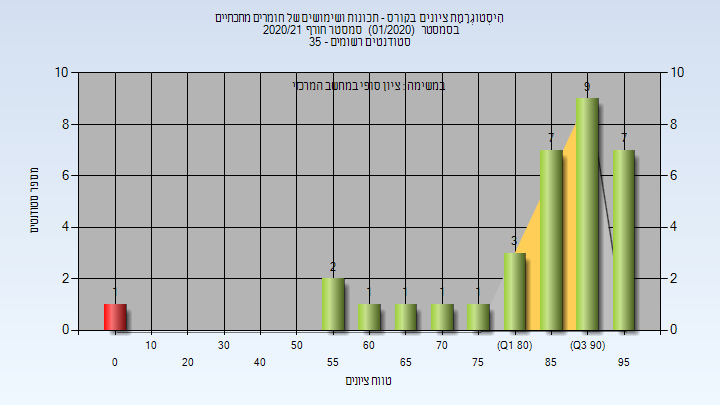 היסטוגרמת ציונים בקורס - תכונות ושימושים של חומרים מתכתיים
בסמסטר (01/2020) סמסטר חורף 2020/21
סטודנטים רשומים - 35
במשימה : ציון סופי במחשב המרכזי
10 10
9
8 8
7 7
6 6
מספר סטודנטים
4 4
3
2 2
2
1 1 1 1 1
0 0
10 30 50 60 70 (Q1 80) (Q3 90)
0 20 40 55 65 75 85 95
טווח ציונים